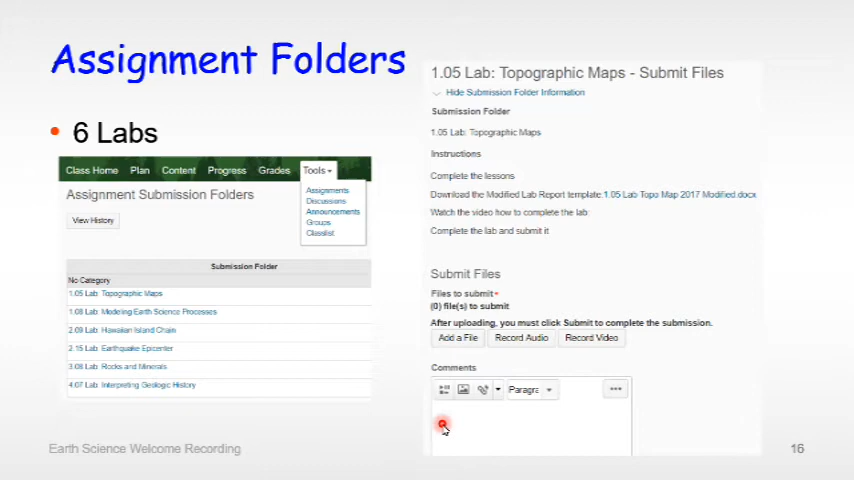 Assignment Folders
• 6 Labs
Class Home Plan Content Progress Grades Tools
Assignments
Discussions
Announcements
Groups
Classlist
Assignment Submission Folders
View History
Submission Folder
No Category
1.05 Lab: Topographic Maps
1.08 Lab: Modeling Earth Science Processes
2.09 Lab: Hawaiian Island Chain
2.15 Lab: Earthquake Epicenter
3.08 Lab: Rocks and Minerals
4.07 Lab: Interpreting Geologic History
1.05 Lab: Topographic Maps - Submit Files
Hide Submission Folder Information
Submission Folder
1.05 Lab: Topographic Maps
Instructions
Complete the lessons
Download the Modified Lab Report template:1.05 Lab Topo Map 2017 Modified.docx
Watch the video how to complete the lab:
Complete the lab and submit it
Submit Files
Files to submit*
(0) file(s) to submit
After uploading, you must click Submit to complete the submission.
Add a File Record Audio Record Video
Comments
Paragra
Earth Science Welcome Recording
16